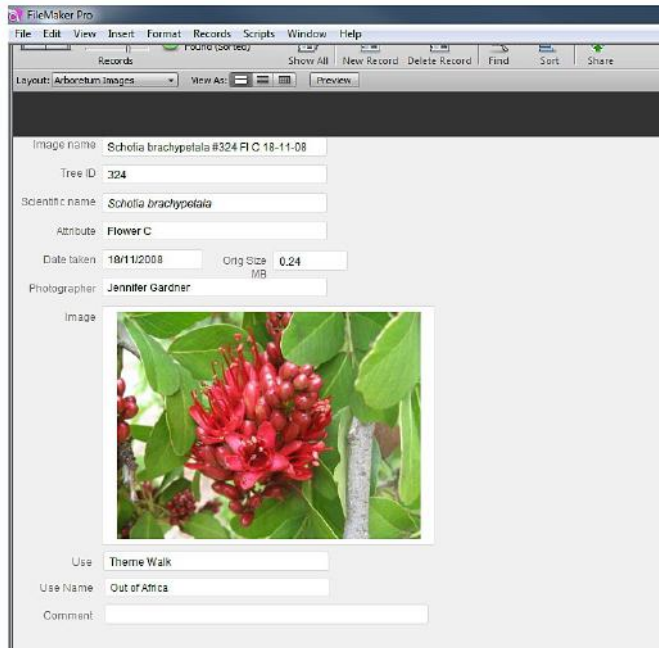 FileMaker Pro
File Edit View Insert Format Records Scripts Window Help
Found (Sorted)
Records Show All New Record Delete Record Find Sort Share
Layout: Arboretum Images View As: Preview
Image name Schotia brachypetala #324 Fl C 18-11-08
Tree ID 324
Scientific name Schotia brachypetala
Attribute Flower C
Date taken 18/11/2008 Orig Size MB 0.24
Photographer Jennifer Gardner
Image
Use Theme Walk
Use Name Out of Africa
Comment